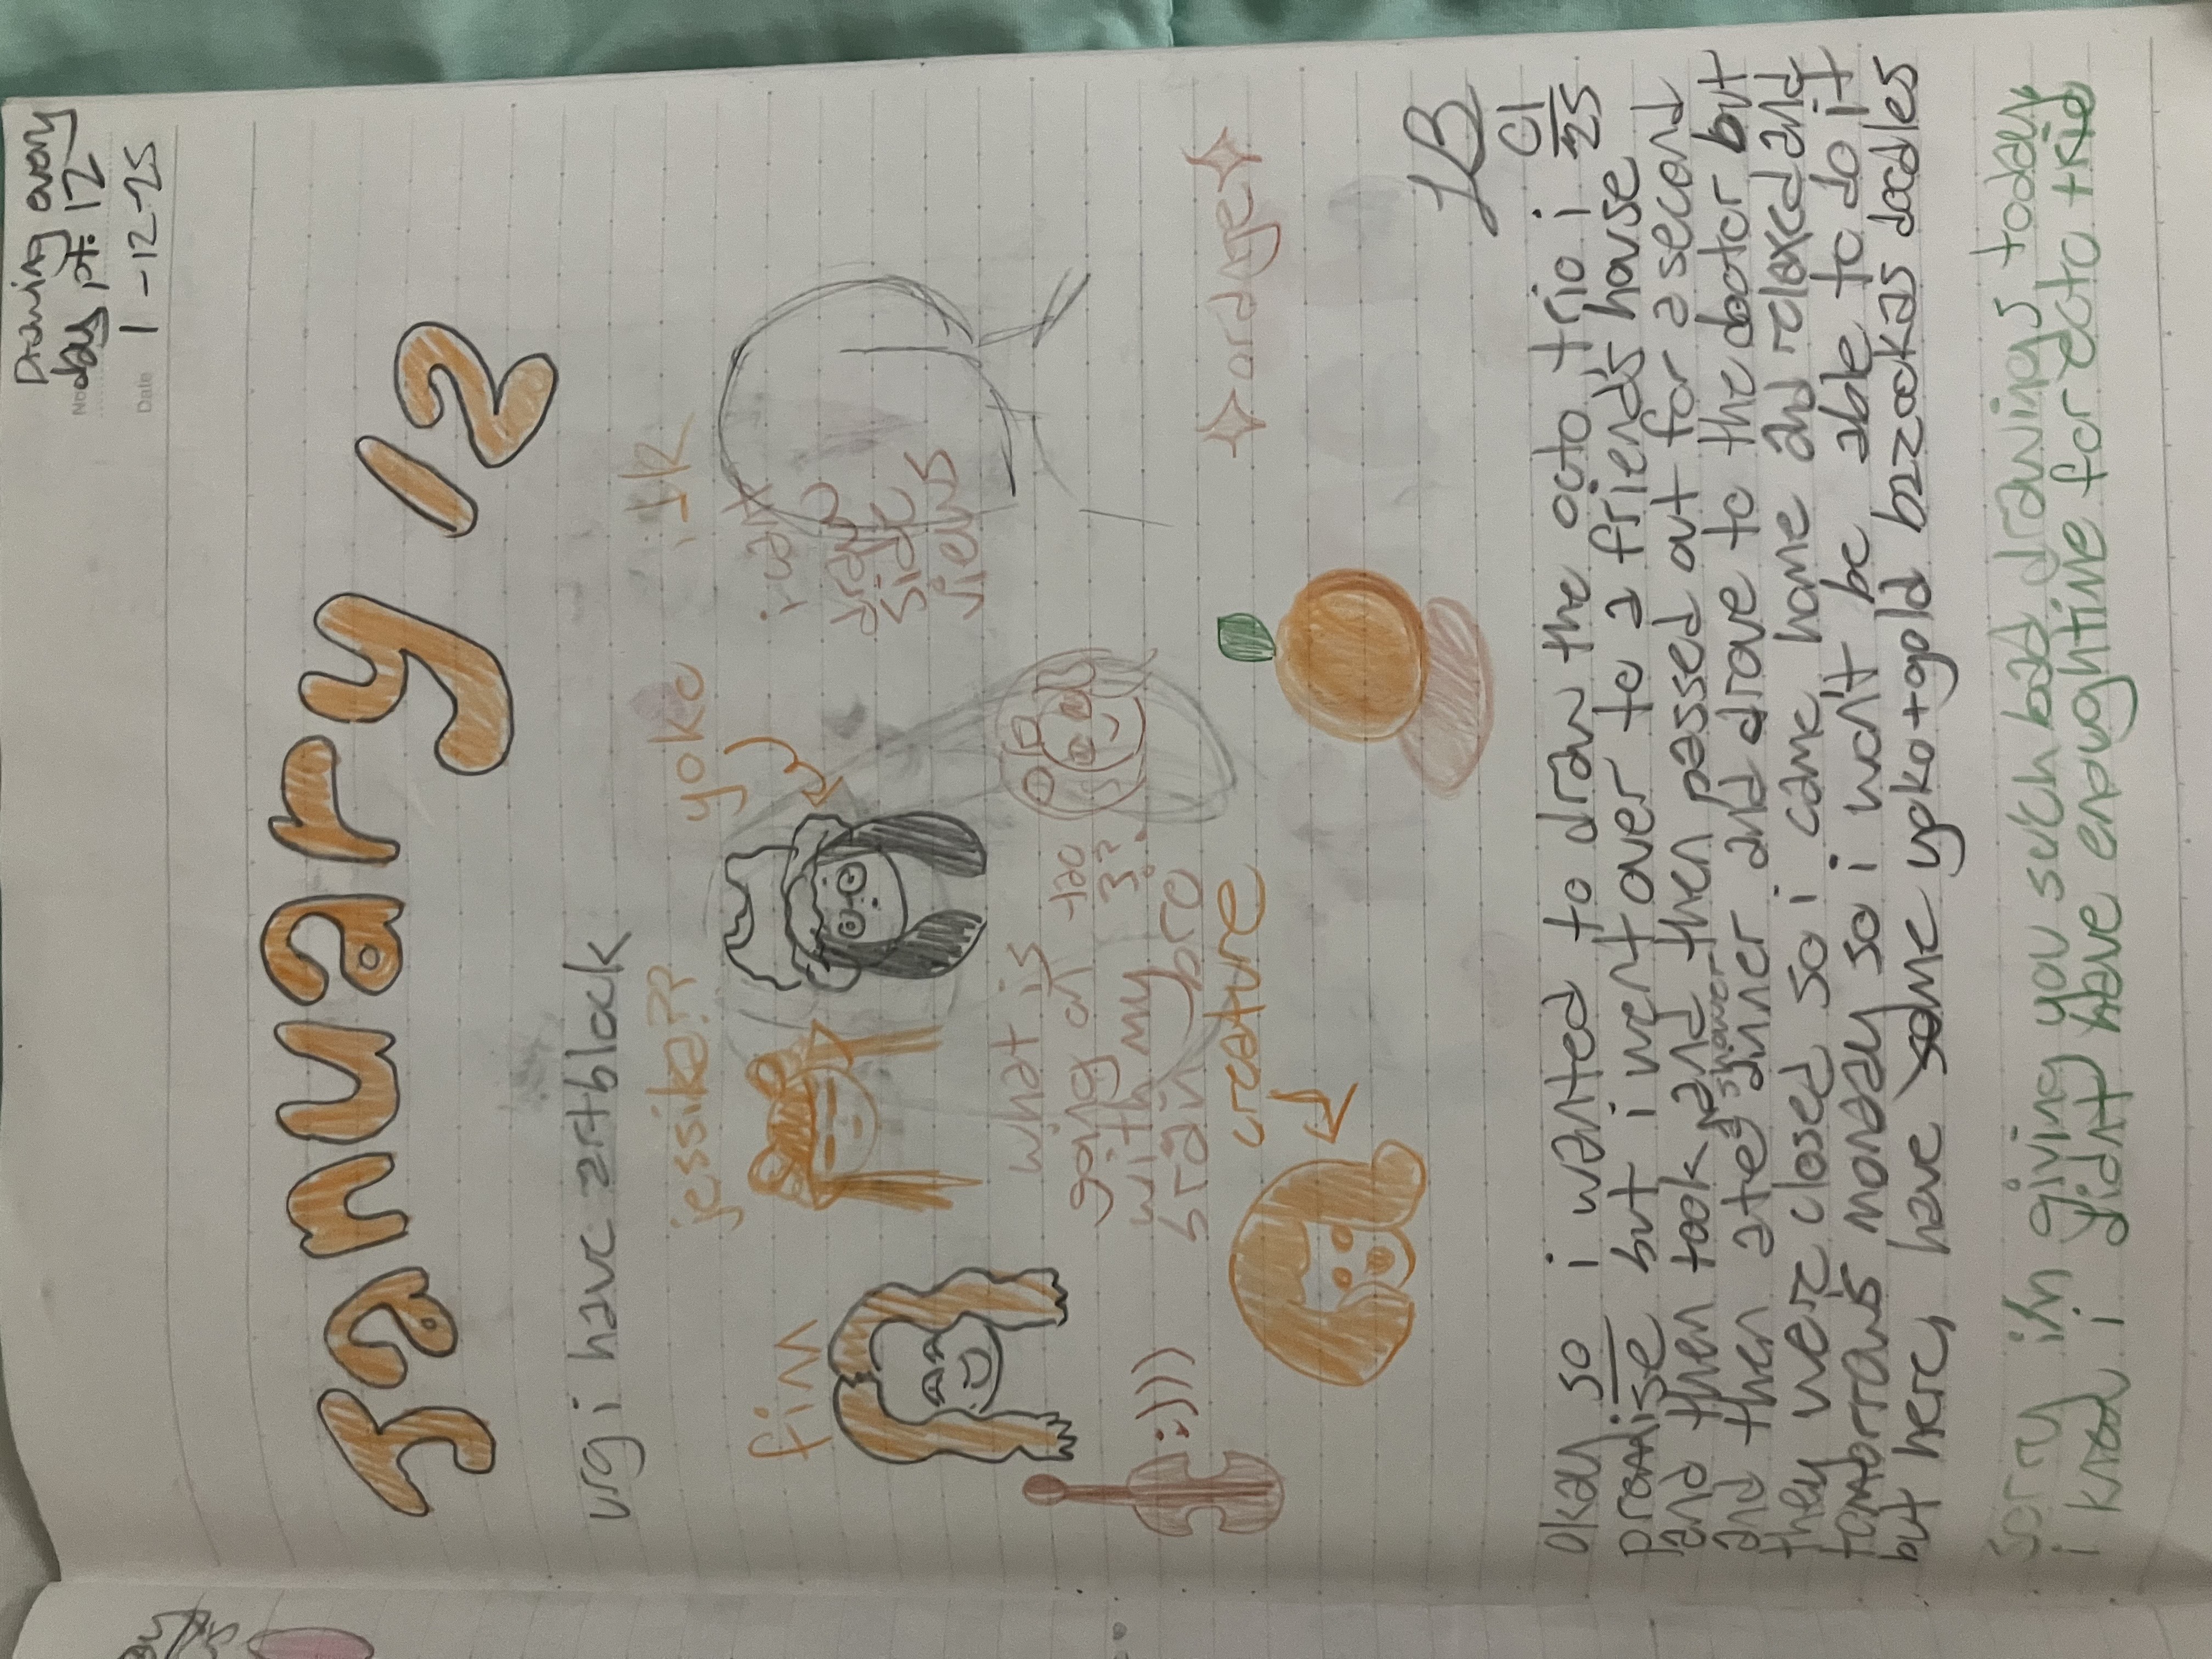 Drawing every
No.
day pt. 12
Date 1-12-25
January 12
urg i have artblock
jessika??
yoko
idk
finn
i cant
draw
side
views
what is
going on
with my
brain bro
tao
??
:)))
creature
✧orange✧
JB
01
25
okay so i wanted to draw the octo trio i
promise but i went over to a friend's house
and then took a shower and then passed out for a second
and then ate dinner and drove to the doctor but
they were closed so i came home and relaxed and
tomorrow's monday so i won't be able to do it
but here, have some yoko+gold bazookas doodles
sorry i'm giving you such bad drawings today,
i know i didnt have enough time for octo trio